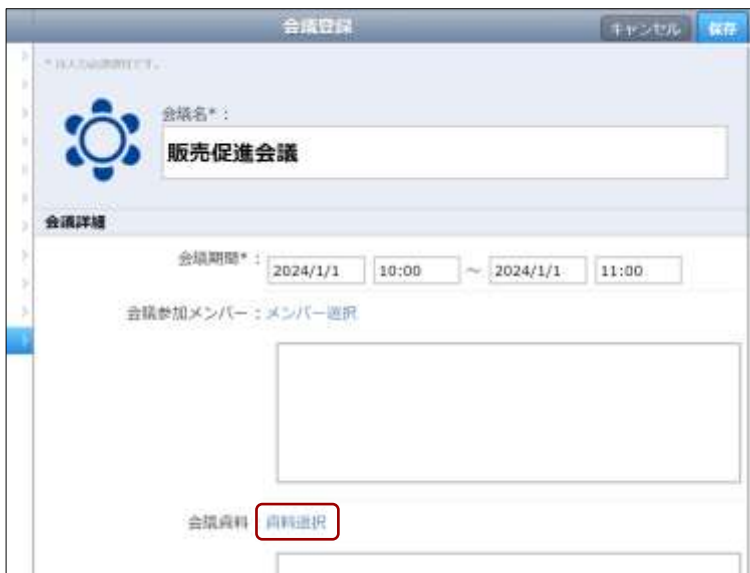 会議登録
キャンセル 保存
会議名*：
販売促進会議
会議詳細
会議期間*： 2024/1/1 10:00 ～ 2024/1/1 11:00
会議参加メンバー：メンバー選択
会議資料 資料選択